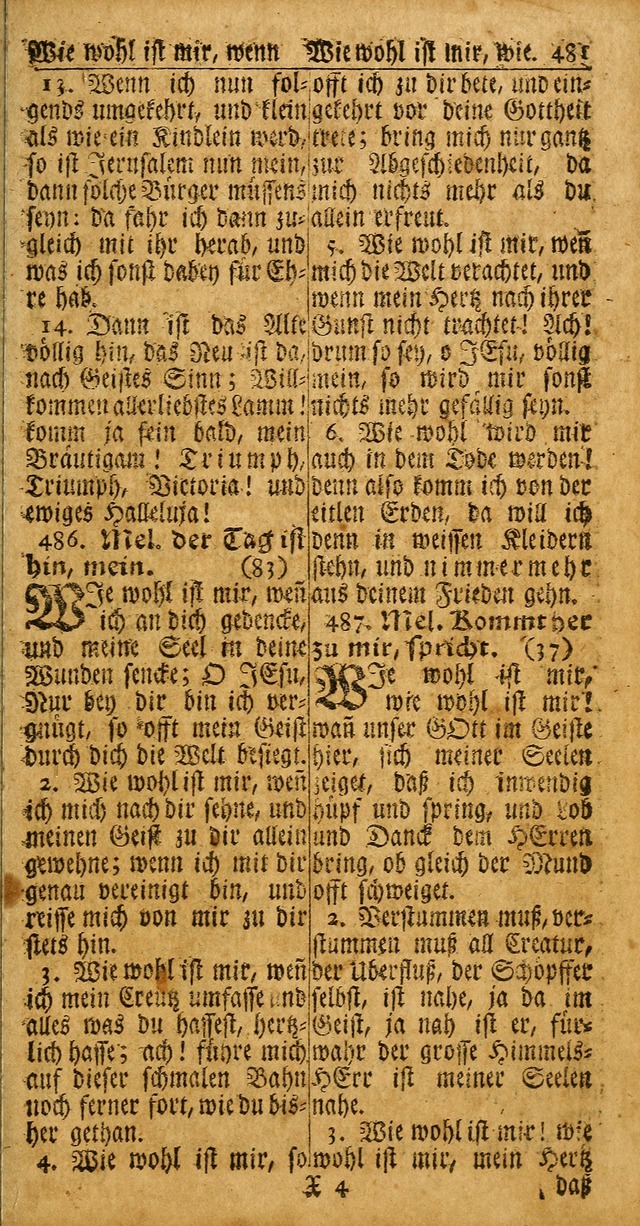 Wie wohl ist mir, wenn   Wie wohl ist mir, wie. 481
13. Wenn ich nun fol-
gends umgekehrt, und klein
als wie ein Kindlein werd,
so ist Jerusalem nun mein,
dann solche Bürger müssens
seyn: da fahr ich dann zu-
gleich mit ihr herab, und
was ich sonst dabey für Eh-
re hab.
14. Dann ist das Alte
völlig hin, das Neu ist da,
nach Geistes Sinn; Will-
kommen allerliebstes Lamm!
komm ja fein bald, mein
Bräutigam! Triumph,
Triumph, Victoria! und
ewiges Halleluja!
486. Mel. der Tag ist
hin, mein. (83)
WIe wohl ist mir, weñ
ich an dich gedencke,
und meine Seel in deine
Wunden sencke; O JEsu,
Nur bey dir bin ich ver-
gnügt, so offt mein Geist
durch dich die Welt besiegt.
2. Wie wohl ist mir, weñ
ich mich nach dir sehne, und
meinen Geist zu dir allein
gewehne; wenn ich mit dir
genau vereinigt bin, und
reisse mich von mir zu dir
stets hin.
3. Wie wohl ist mir, weñ
ich mein Creutz umfasse und
alles was du hassest, hertz-
lich hasse; ach! führe mich
auf dieser schmalen Bahn
noch ferner fort, wie du bis-
her gethan.
4. Wie wohl ist mir, so
offt ich zu dir bete, und ein-
gekehrt vor deine Gottheit
trete; bring mich nur gantz
zur Abgeschiedenheit, da
mich nichts mehr als du
allein erfreut.
5. Wie wohl ist mir, weñ
mich die Welt verachtet, und
wenn mein Hertz nach ihrer
Gunst nicht trachtet! Ach!
drum so sey, o JEsu, völlig
mein, so wird mir sonst
nichts mehr gefällig seyn.
6. Wie wohl wird mir
auch in dem Tode werden!
denn also komm ich von der
eitlen Erden, da will ich
denn in weissen Kleidern
stehn, und nimmermehr
aus deinem Frieden gehn.
487. Mel. Kommt her
zu mir, spricht. (37)
WIe wohl ist mir,
wie wohl ist mir!
wañ unser GOtt im Geiste
hier, sich meiner Seelen
zeiget, daß ich inwendig
hüpf und spring, und Lob
und Danck dem HErren
bring, ob gleich der Mund
offt schweiget.
2. Verstummen muß, ver-
stummen muß all Creatur,
der Uberfluß, der Schöpffer
selbst, ist nahe, ja da im
Geist, ja nah ist er, für-
wahr der grosse Himmels-
HErr ist meiner Seelen
nahe.
3. Wie wohl ist mir! wie
wohl ist mir, mein Hertz
X 4
daß